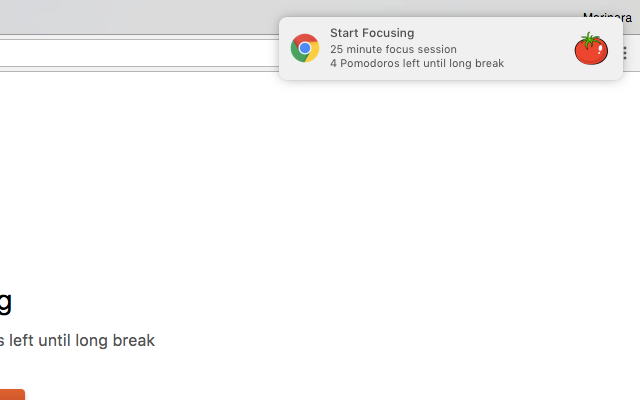 Marinara
Start Focusing
25 minute focus session
4 Pomodoros left until long break
g
s left until long break